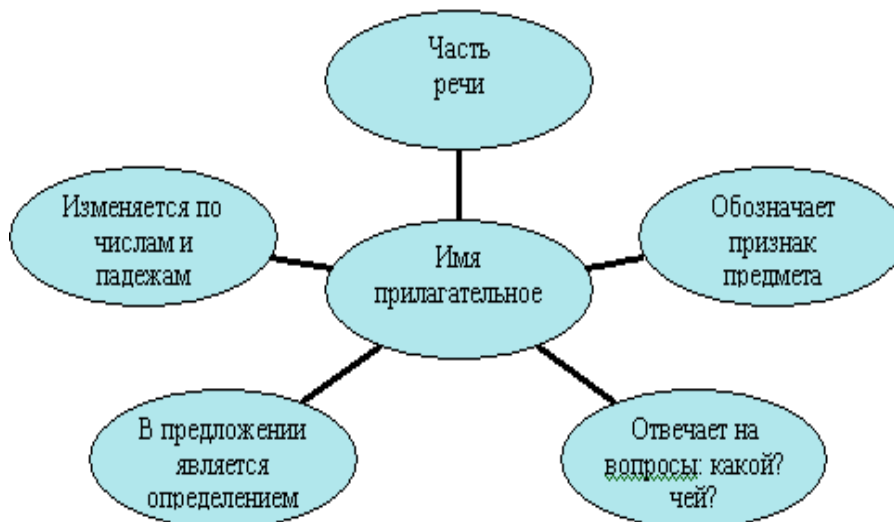 Часть
речи
Изменяется по
числам и
падежам
Обозначает
признак
предмета
Имя
прилагательное
В предложении
является
определением
Отвечает на
вопросы: какой?
чей?